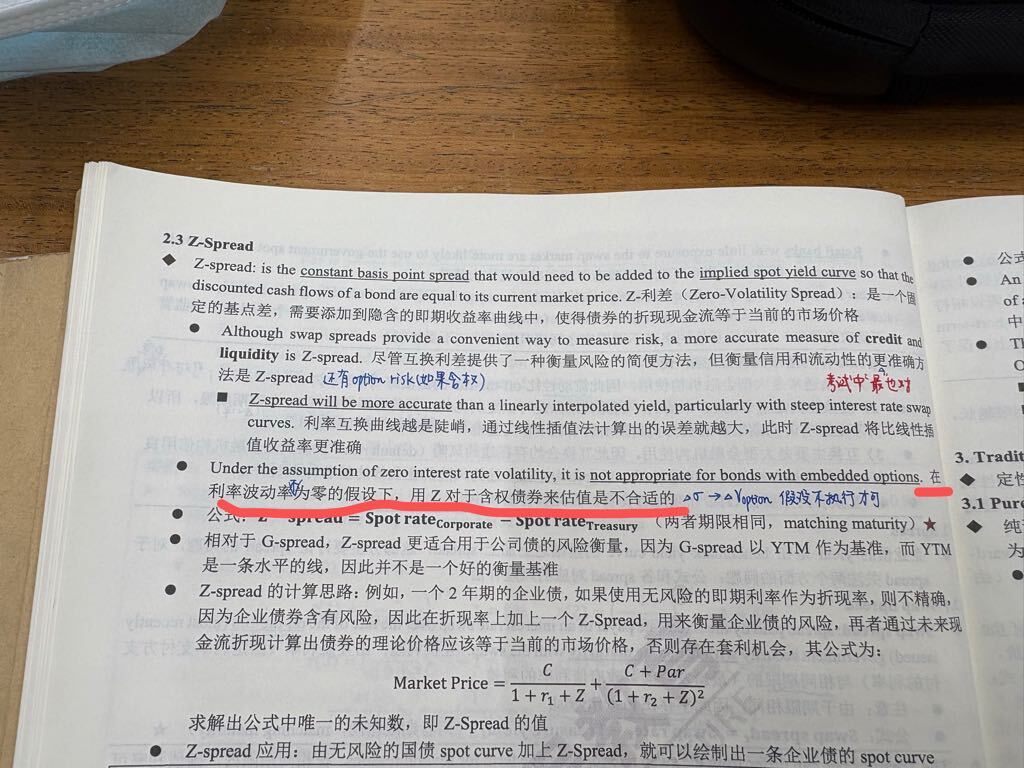 2.3 Z-Spread
◆ Z-spread: is the constant basis point spread that would need to be added to the implied spot yield curve so that the
discounted cash flows of a bond are equal to its current market price. Z-利差（Zero-Volatility Spread）：是一个固
定的基点差，需要添加到隐含的即期收益率曲线中，使得债券的折现现金流等于当前的市场价格
● Although swap spreads provide a convenient way to measure risk, a more accurate measure of credit and
liquidity is Z-spread. 尽管互换利差提供了一种衡量风险的简便方法，但衡量信用和流动性的更准确方
法是 Z-spread 还有option risk(如果含权) 考试中"最"也对
■ Z-spread will be more accurate than a linearly interpolated yield, particularly with steep interest rate swap
curves. 利率互换曲线越是陡峭，通过线性插值法计算出的误差就越大，此时 Z-spread 将比线性插
值收益率更准确
● Under the assumption of zero interest rate volatility, it is not appropriate for bonds with embedded options. 在
利率波动率为零的假设下，用 Z 对于含权债券来估值是不合适的 △σ→△Voption 假设不执行才可
● 公式：Z-spread = Spot rate Corporate − Spot rate Treasury （两者期限相同，matching maturity）★
● 相对于 G-spread，Z-spread 更适合用于公司债的风险衡量，因为 G-spread 以 YTM 作为基准，而 YTM
是一条水平的线，因此并不是一个好的衡量基准
● Z-spread 的计算思路：例如，一个 2 年期的企业债，如果使用无风险的即期利率作为折现率，则不精确，
因为企业债券含有风险，因此在折现率上加上一个 Z-Spread，用来衡量企业债的风险，再者通过未来现
金流折现计算出债券的理论价格应该等于当前的市场价格，否则存在套利机会，其公式为：
Market Price = C/(1 + r₁ + Z) + (C + Par)/(1 + r₂ + Z)²
求解出公式中唯一的未知数，即 Z-Spread 的值
● Z-spread 应用：由无风险的国债 spot curve 加上 Z-Spread，就可以绘制出一条企业债的 spot curve
● 公式
● An
of a
中
● Th
O
3. Tradit
◆ 定性
3.1 Purc
◆ 纯
为